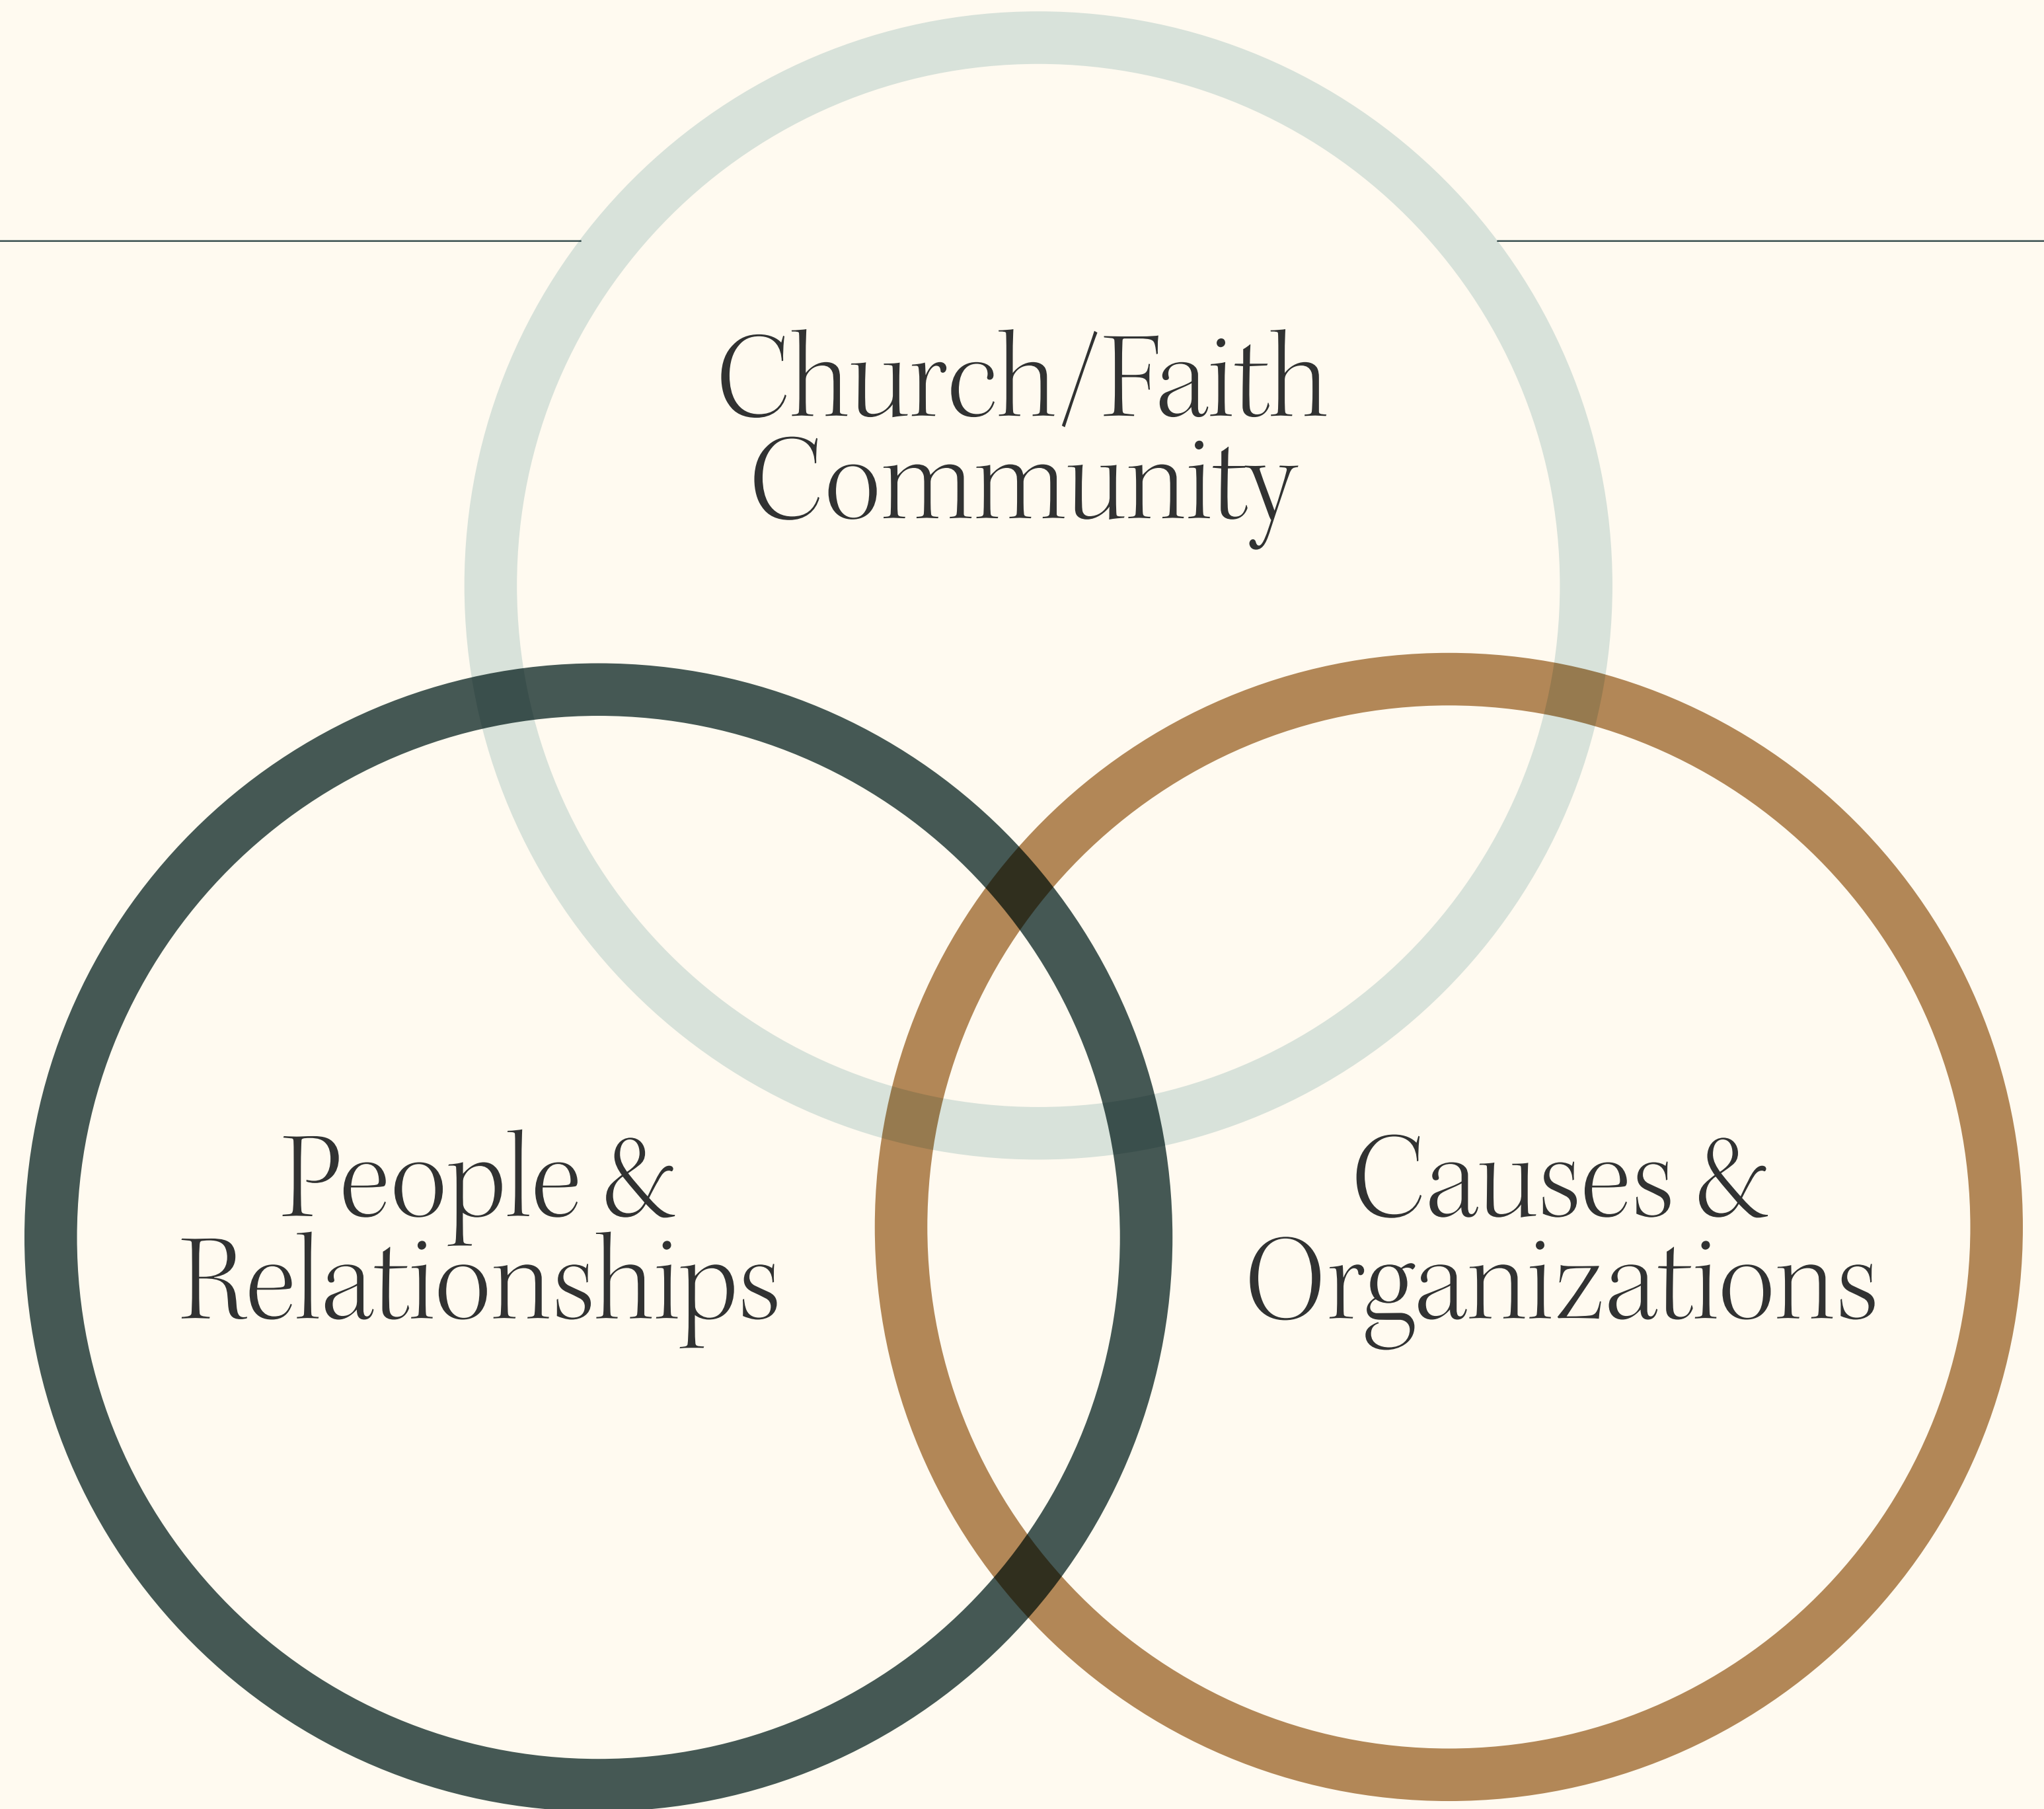 Church/Faith
Community
People &
Relationships
Causes &
Organizations